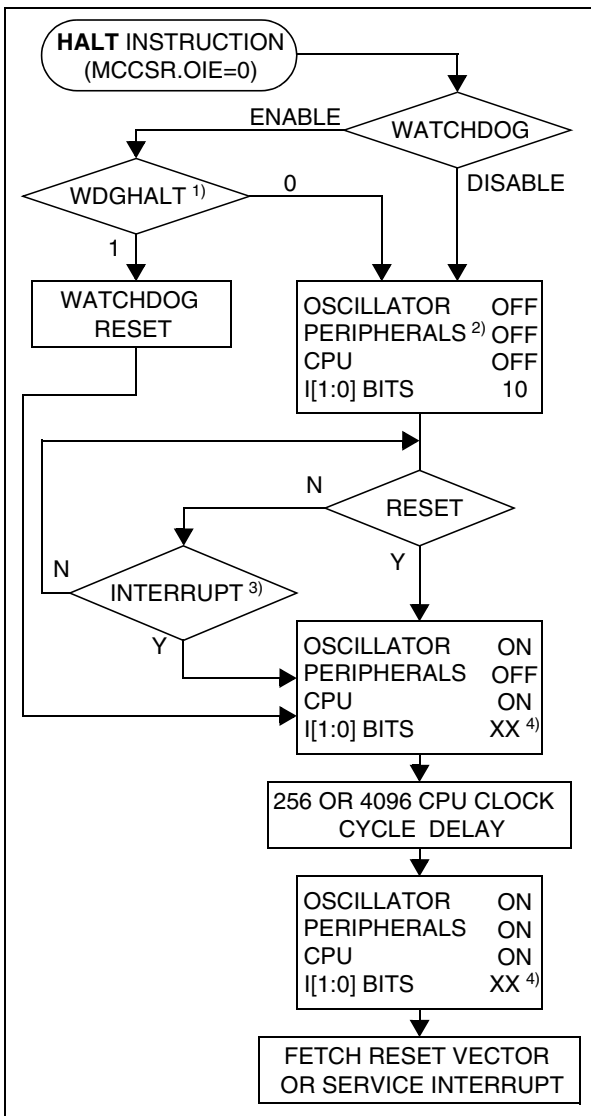 HALT INSTRUCTION
(MCCSR.OIE=0)
ENABLE
WATCHDOG
WDGHALT 1)
0
DISABLE
1
WATCHDOG
RESET
OSCILLATOR OFF
PERIPHERALS 2) OFF
CPU OFF
I[1:0] BITS 10
N
RESET
Y
N
INTERRUPT 3)
Y
OSCILLATOR ON
PERIPHERALS OFF
CPU ON
I[1:0] BITS XX 4)
256 OR 4096 CPU CLOCK
CYCLE DELAY
OSCILLATOR ON
PERIPHERALS ON
CPU ON
I[1:0] BITS XX 4)
FETCH RESET VECTOR
OR SERVICE INTERRUPT